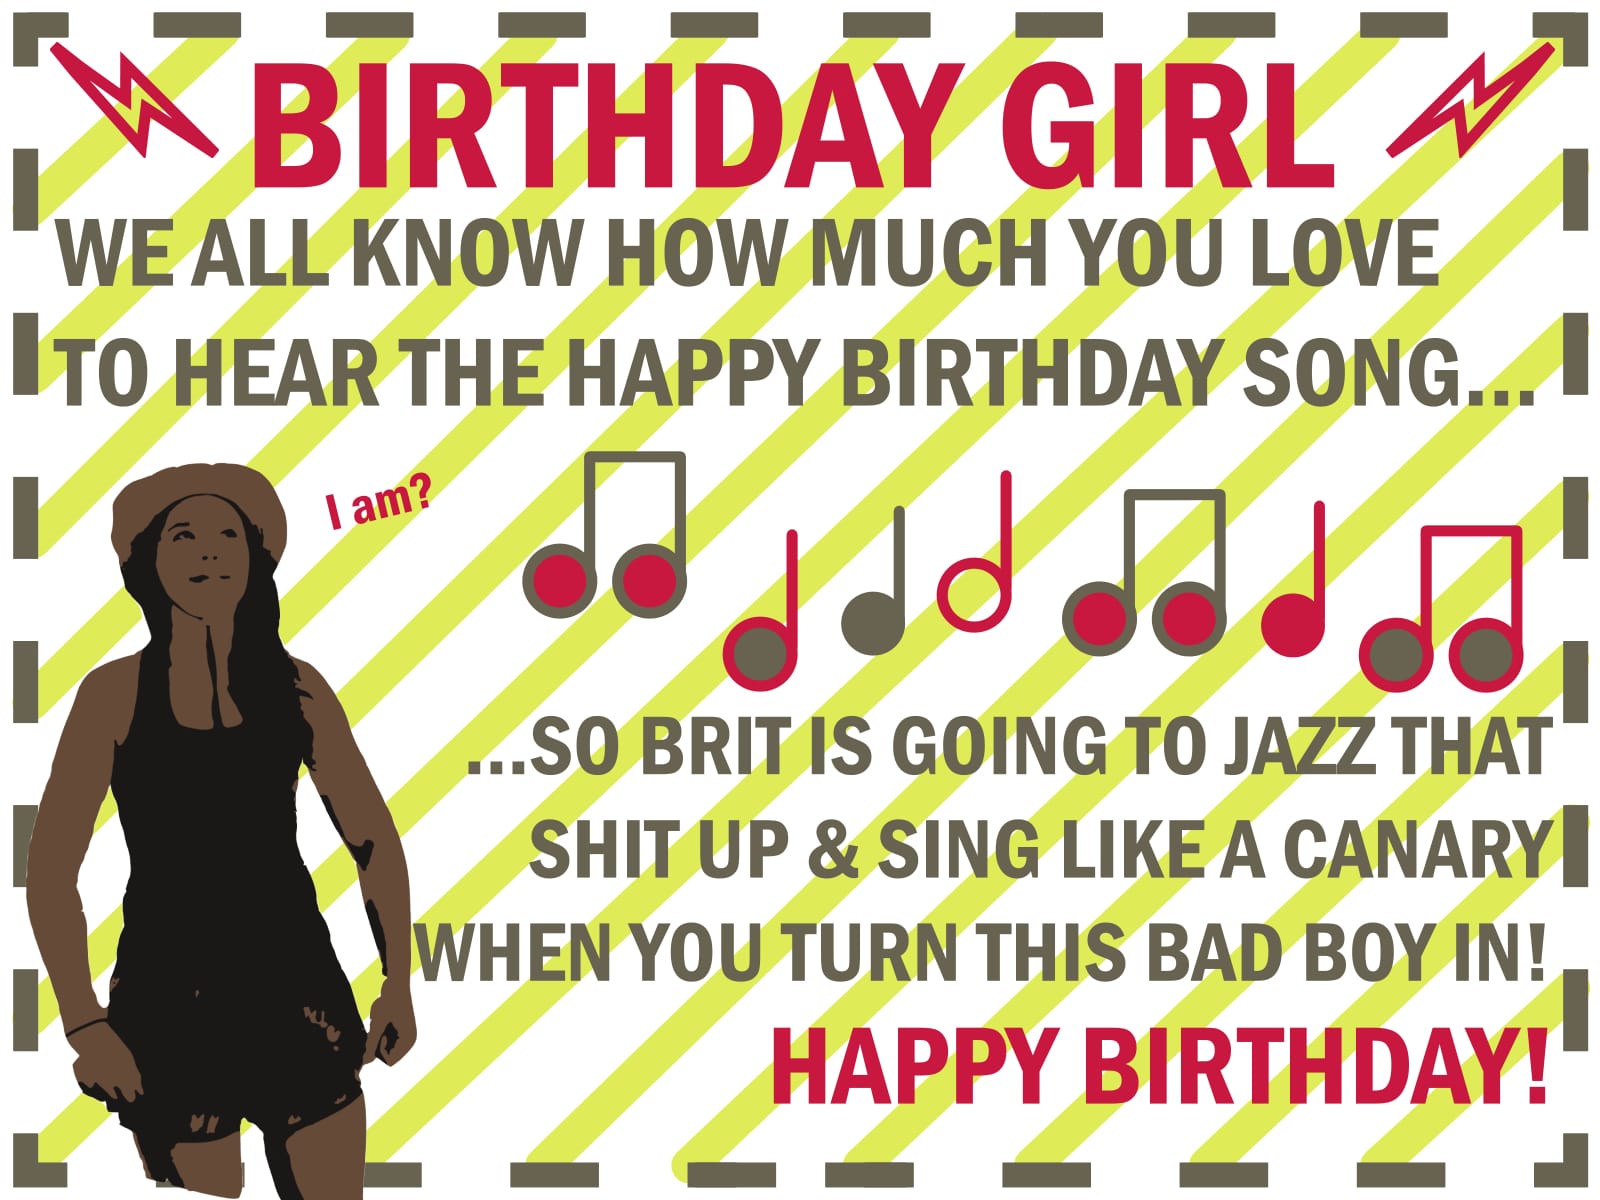 BIRTHDAY GIRL
WE ALL KNOW HOW MUCH YOU LOVE
TO HEAR THE HAPPY BIRTHDAY SONG...
I am?
...SO BRIT IS GOING TO JAZZ THAT
SHIT UP & SING LIKE A CANARY
WHEN YOU TURN THIS BAD BOY IN!
HAPPY BIRTHDAY!